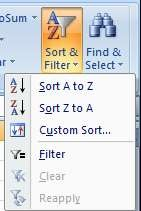 oSum
Sort &
Filter
Find &
Select
Sort A to Z
Sort Z to A
Custom Sort...
Filter
Clear
Reapply